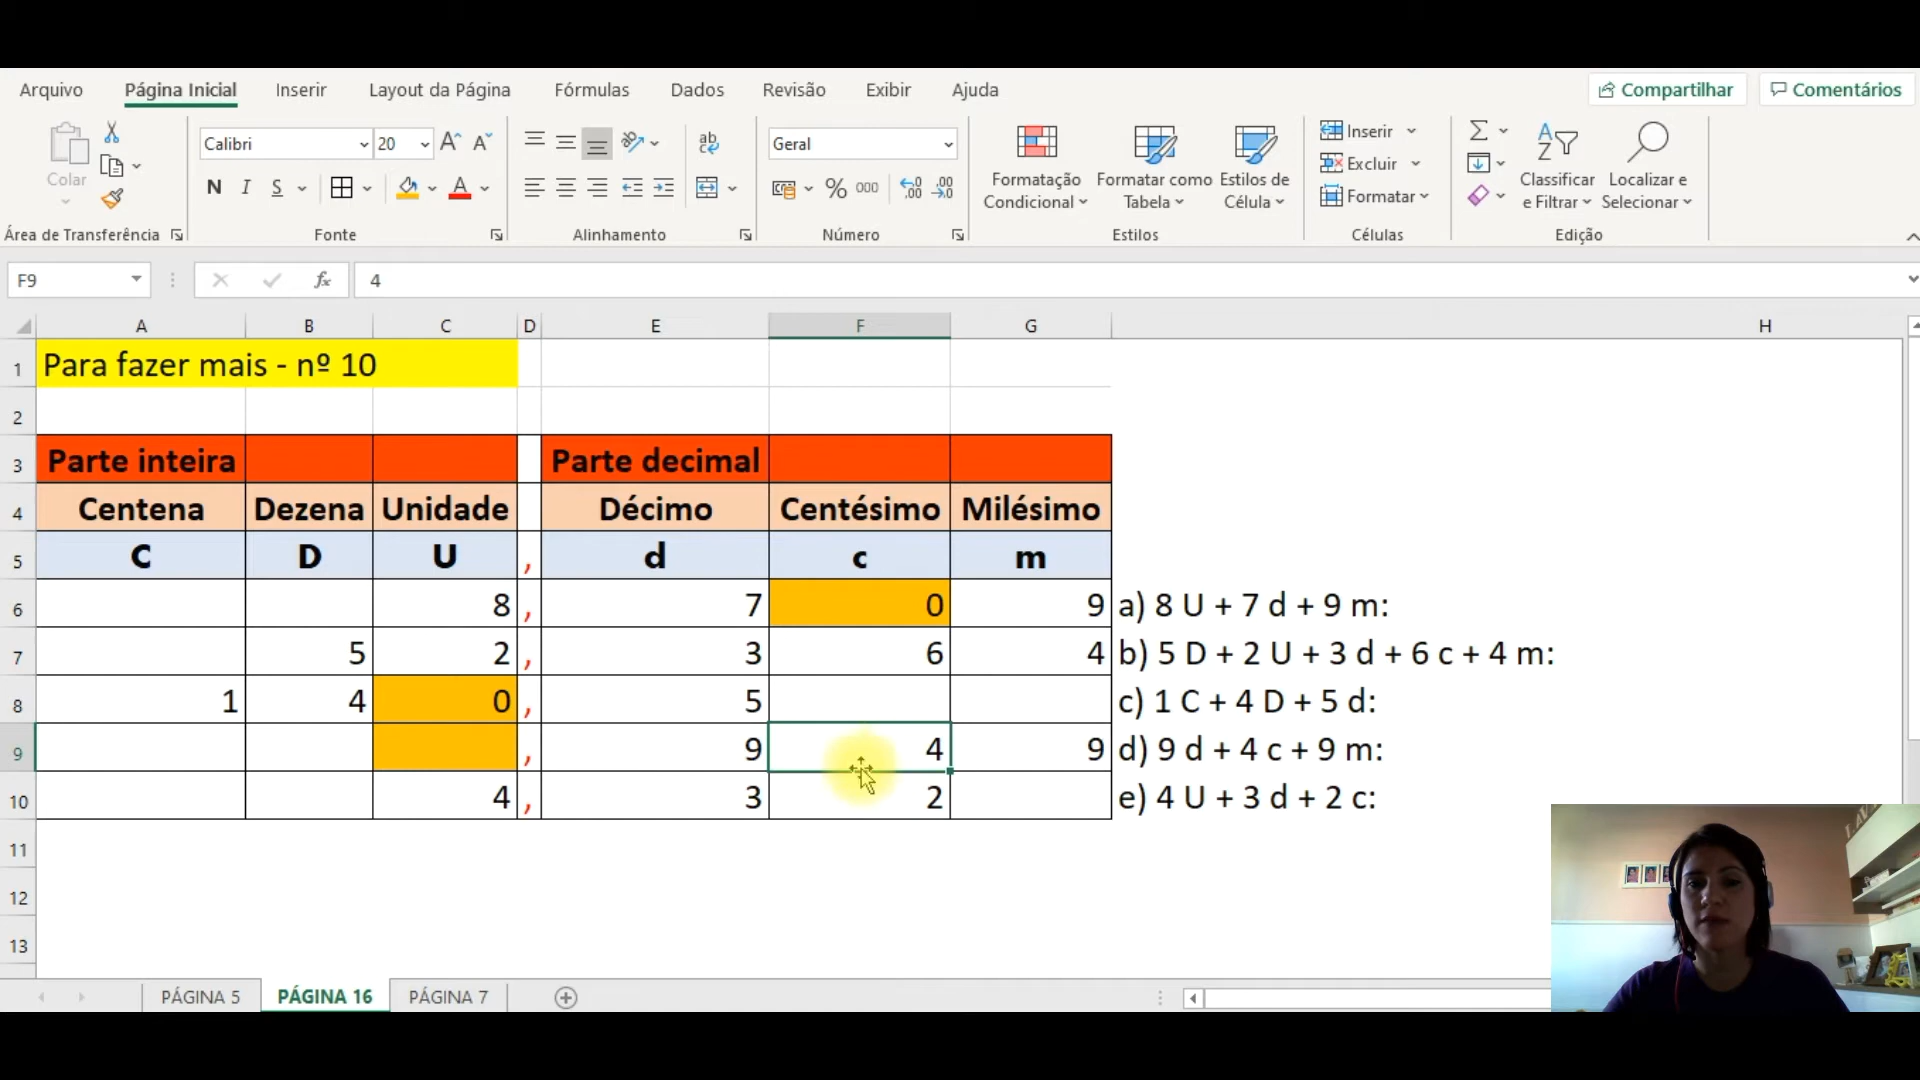 Arquivo Página Inicial Inserir Layout da Página Fórmulas Dados Revisão Exibir Ajuda Compartilhar Comentários
Calibri 20 ab Geral Inserir
Colar Formatação Condicional Formatar como Tabela Estilos de Célula Excluir Classificar e Filtrar Localizar e Selecionar
N I S A % 000 Formatar
Área de Transferência Fonte Alinhamento Número Estilos Células Edição
F9 fx 4
A B C D E F G H
1 Para fazer mais - nº 10
2
3 Parte inteira Parte decimal
4 Centena Dezena Unidade Décimo Centésimo Milésimo
5 C D U , d c m
6 8 , 7 0 9 a) 8 U + 7 d + 9 m:
7 5 2 , 3 6 4 b) 5 D + 2 U + 3 d + 6 c + 4 m:
8 1 4 0 , 5 c) 1 C + 4 D + 5 d:
9 , 9 4 9 d) 9 d + 4 c + 9 m:
10 4 , 3 2 e) 4 U + 3 d + 2 c:
11
12
13
PÁGINA 5 PÁGINA 16 PÁGINA 7